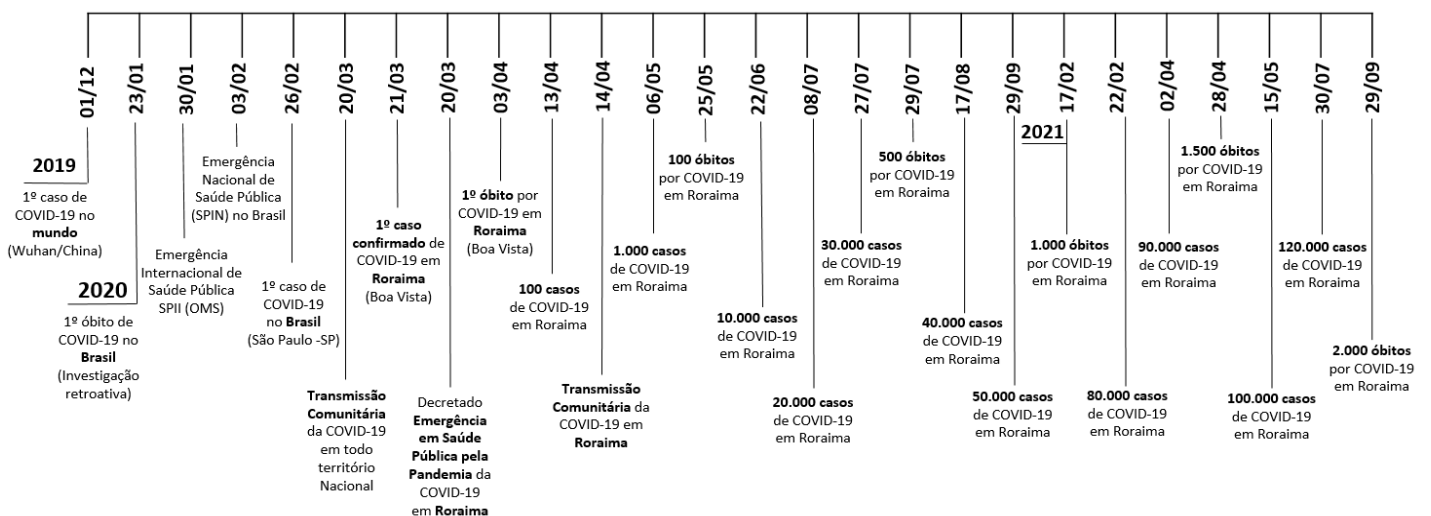 01/12
23/01
30/01
03/02
26/02
20/03
21/03
20/03
03/04
13/04
14/04
06/05
25/05
22/06
08/07
27/07
29/07
17/08
29/09
17/02
22/02
02/04
28/04
15/05
30/07
29/09
2019
1º caso de
COVID-19 no
mundo
(Wuhan/China)
2020
1º óbito de
COVID-19 no
Brasil
(Investigação
retroativa)
Emergência
Internacional de
Saúde Pública
SPII (OMS)
Emergência
Nacional de
Saúde Pública
(SPIN) no Brasil
1º caso de
COVID-19
no Brasil
(São Paulo -SP)
Transmissão
Comunitária
da COVID-19
em todo
território
Nacional
1º caso
confirmado de
COVID-19 em
Roraima
(Boa Vista)
Decretado
Emergência
em Saúde
Pública pela
Pandemia da
COVID-19
em Roraima
1º óbito por
COVID-19 em
Roraima
(Boa Vista)
100 casos
de COVID-19
em Roraima
Transmissão
Comunitária da
COVID-19 em
Roraima
1.000 casos
de COVID-19
em Roraima
100 óbitos
por COVID-19
em Roraima
10.000 casos
de COVID-19
em Roraima
20.000 casos
de COVID-19
em Roraima
30.000 casos
de COVID-19
em Roraima
500 óbitos
por COVID-19
em Roraima
40.000 casos
de COVID-19
em Roraima
50.000 casos
de COVID-19
em Roraima
2021
1.000 óbitos
por COVID-19
em Roraima
80.000 casos
de COVID-19
em Roraima
90.000 casos
de COVID-19
em Roraima
1.500 óbitos
por COVID-19
em Roraima
100.000 casos
de COVID-19
em Roraima
120.000 casos
de COVID-19
em Roraima
2.000 óbitos
por COVID-19
em Roraima